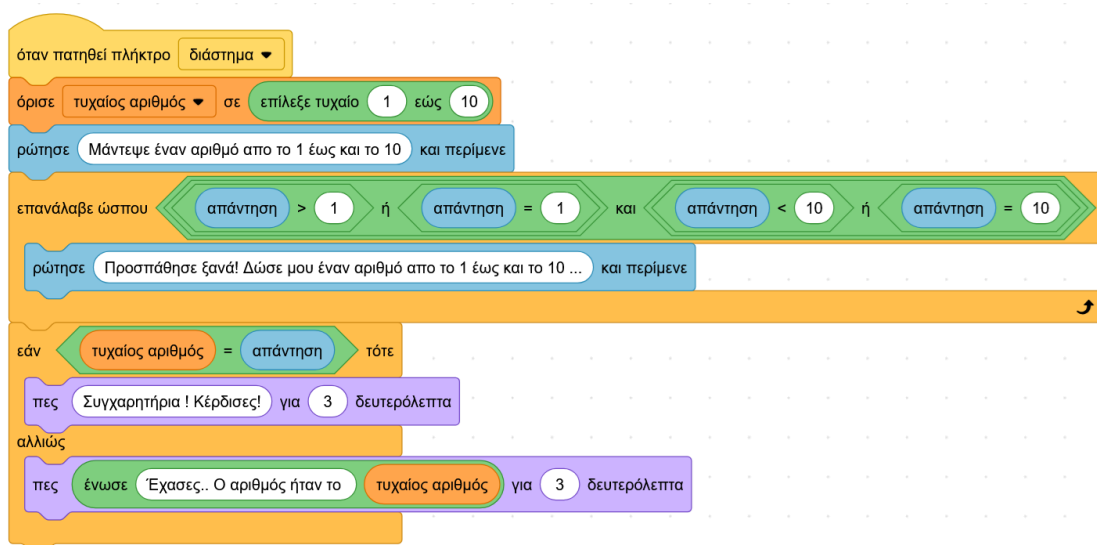 όταν πατηθεί πλήκτρο διάστημα
όρισε τυχαίος αριθμός σε επίλεξε τυχαίο 1 εώς 10
ρώτησε Μάντεψε έναν αριθμό απο το 1 έως και το 10 και περίμενε
επανάλαβε ώσπου απάντηση > 1 ή απάντηση = 1 και απάντηση < 10 ή απάντηση = 10
ρώτησε Προσπάθησε ξανά! Δώσε μου έναν αριθμό απο το 1 έως και το 10 ... και περίμενε
εάν τυχαίος αριθμός = απάντηση τότε
πες Συγχαρητήρια ! Κέρδισες! για 3 δευτερόλεπτα
αλλιώς
πες ένωσε Έχασες.. Ο αριθμός ήταν το τυχαίος αριθμός για 3 δευτερόλεπτα